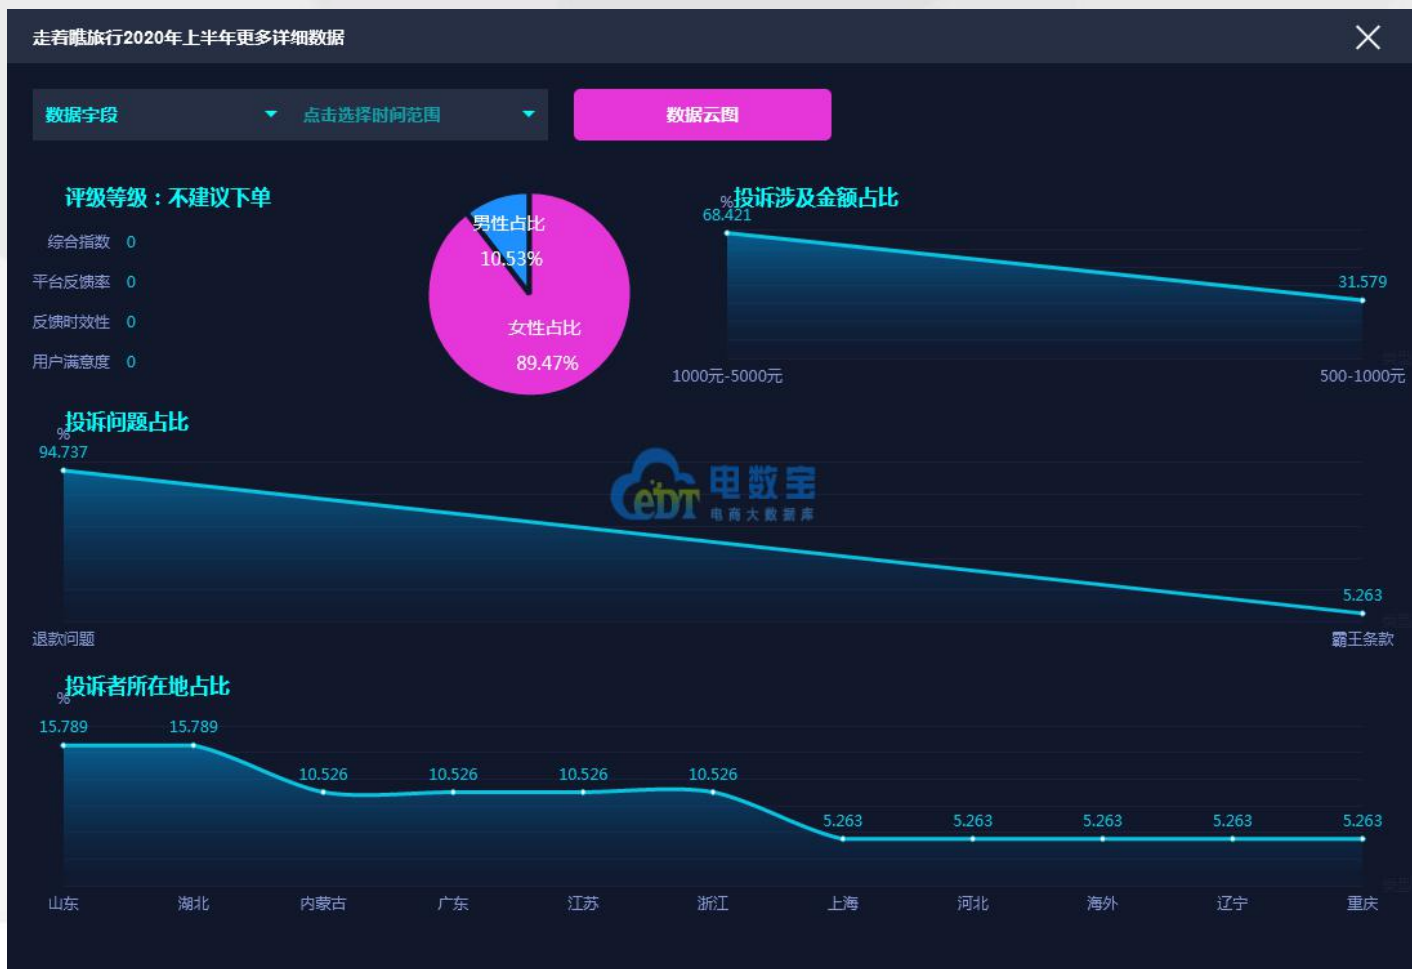 走着瞧旅行2020年上半年更多详细数据
数据字段
点击选择时间范围
数据云图
评级等级：不建议下单
综合指数 0
平台反馈率 0
反馈时效性 0
用户满意度 0
男性占比
10.53%
女性占比
89.47%
投诉涉及金额占比
%
68.421
31.579
1000元-5000元
500-1000元
投诉问题占比
%
94.737
5.263
退款问题
霸王条款
eDT 电数宝
电商大数据库
投诉者所在地占比
%
15.789 15.789 10.526 10.526 10.526 10.526 5.263 5.263 5.263 5.263 5.263
山东 湖北 内蒙古 广东 江苏 浙江 上海 河北 海外 辽宁 重庆